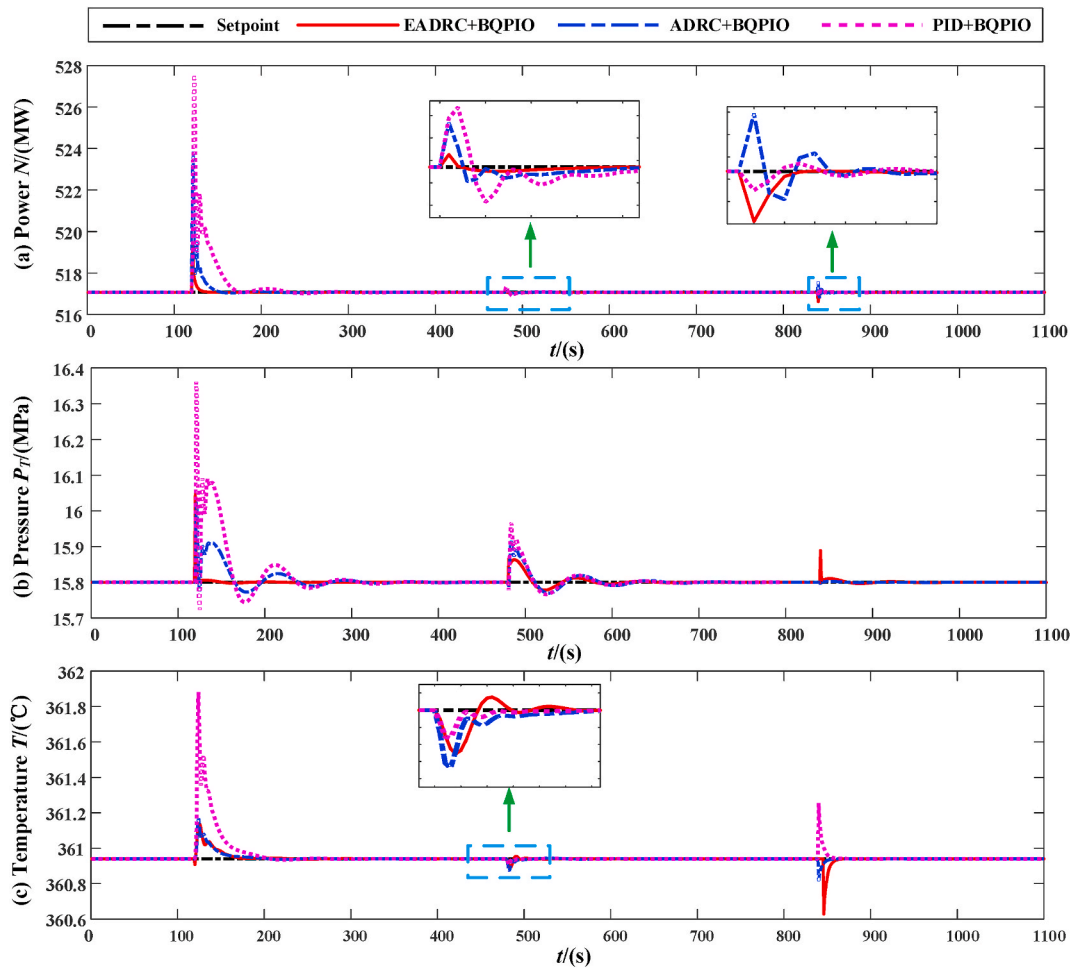 Setpoint EADRC+BQPIO ADRC+BQPIO PID+BQPIO
(a) Power N/(MW)
528
526
524
522
520
518
516
0 100 200 300 400 500 600 700 800 900 1000 1100
t/(s)
(b) Pressure PT/(MPa)
16.4
16.3
16.2
16.1
16
15.9
15.8
15.7
0 100 200 300 400 500 600 700 800 900 1000 1100
t/(s)
(c) Temperature T/(℃)
362
361.8
361.6
361.4
361.2
361
360.8
360.6
0 100 200 300 400 500 600 700 800 900 1000 1100
t/(s)